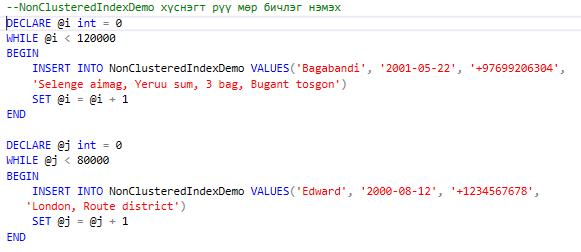 --NonClusteredIndexDemo хүснэгт рүү мөр бичлэг нэмэх
DECLARE @i int = 0
WHILE @i < 120000
BEGIN
INSERT INTO NonClusteredIndexDemo VALUES('Bagabandi', '2001-05-22', '+97699206304',
'Selenge aimag, Yeruu sum, 3 bag, Bugant tosgon')
SET @i = @i + 1
END
DECLARE @j int = 0
WHILE @j < 80000
BEGIN
INSERT INTO NonClusteredIndexDemo VALUES('Edward', '2000-08-12', '+1234567678',
'London, Route district')
SET @j = @j + 1
END